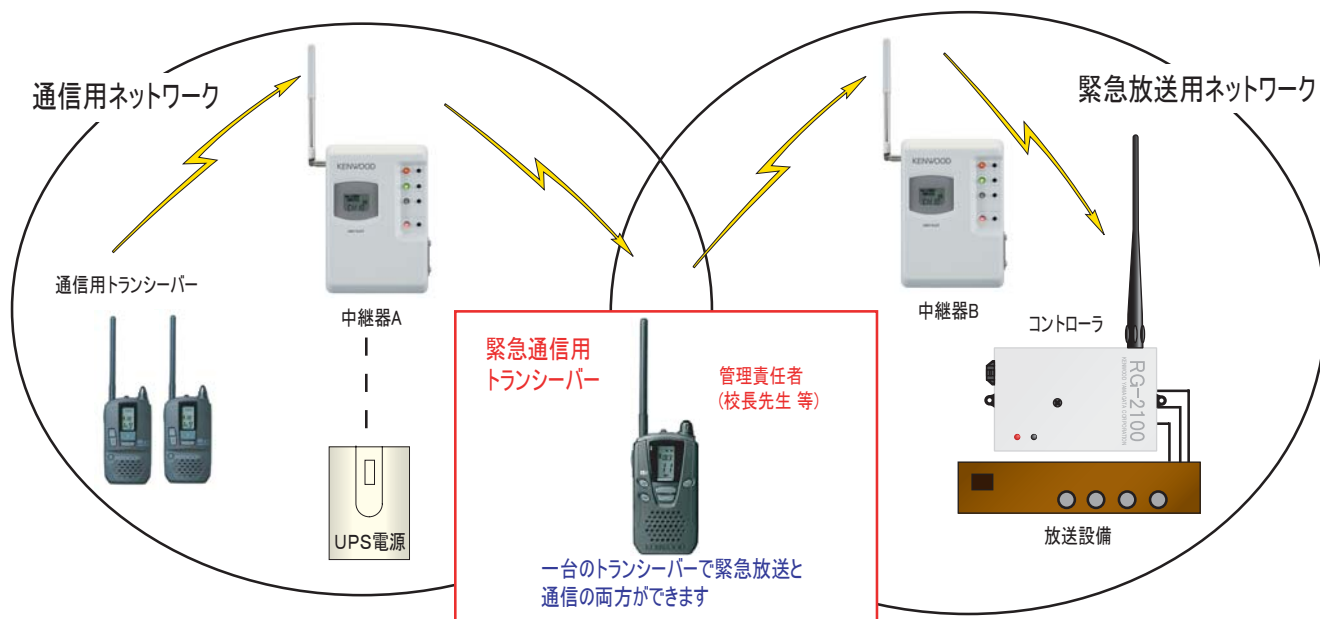 通信用ネットワーク
緊急放送用ネットワーク
KENWOOD
KENWOOD
通信用トランシーバー
中継器A
中継器B
コントローラ
RG-2100
緊急通信用
トランシーバー
管理責任者
(校長先生 等)
KENWOOD
UPS電源
放送設備
一台のトランシーバーで緊急放送と
通信の両方ができます